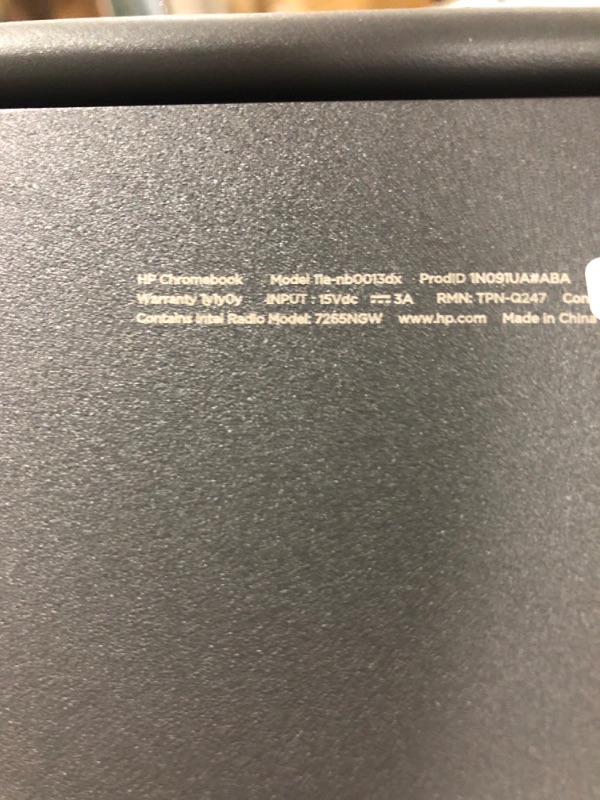 HP Chromebook Model 11a-nb0013dx ProdID 1N091UA#ABA
Warranty 1y1y0y INPUT : 15Vdc ⎓ 3A RMN: TPN-Q247 Con
Contains Intel Radio Model: 7265NGW www.hp.com Made in China